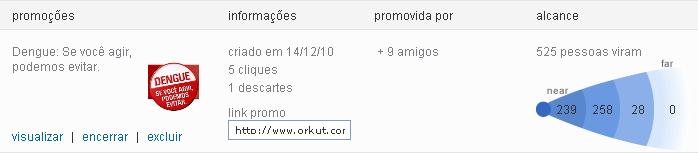 promoções
informações
promovida por
alcance
Dengue: Se você agir,
podemos evitar.
DENGUE
SE VOCÊ AGIR,
PODEMOS
EVITAR
visualizar | encerrar | excluir
criado em 14/12/10
5 cliques
1 descartes
link promo
http://www.orkut.cor
+ 9 amigos
525 pessoas viram
far
near
239 258 28 0